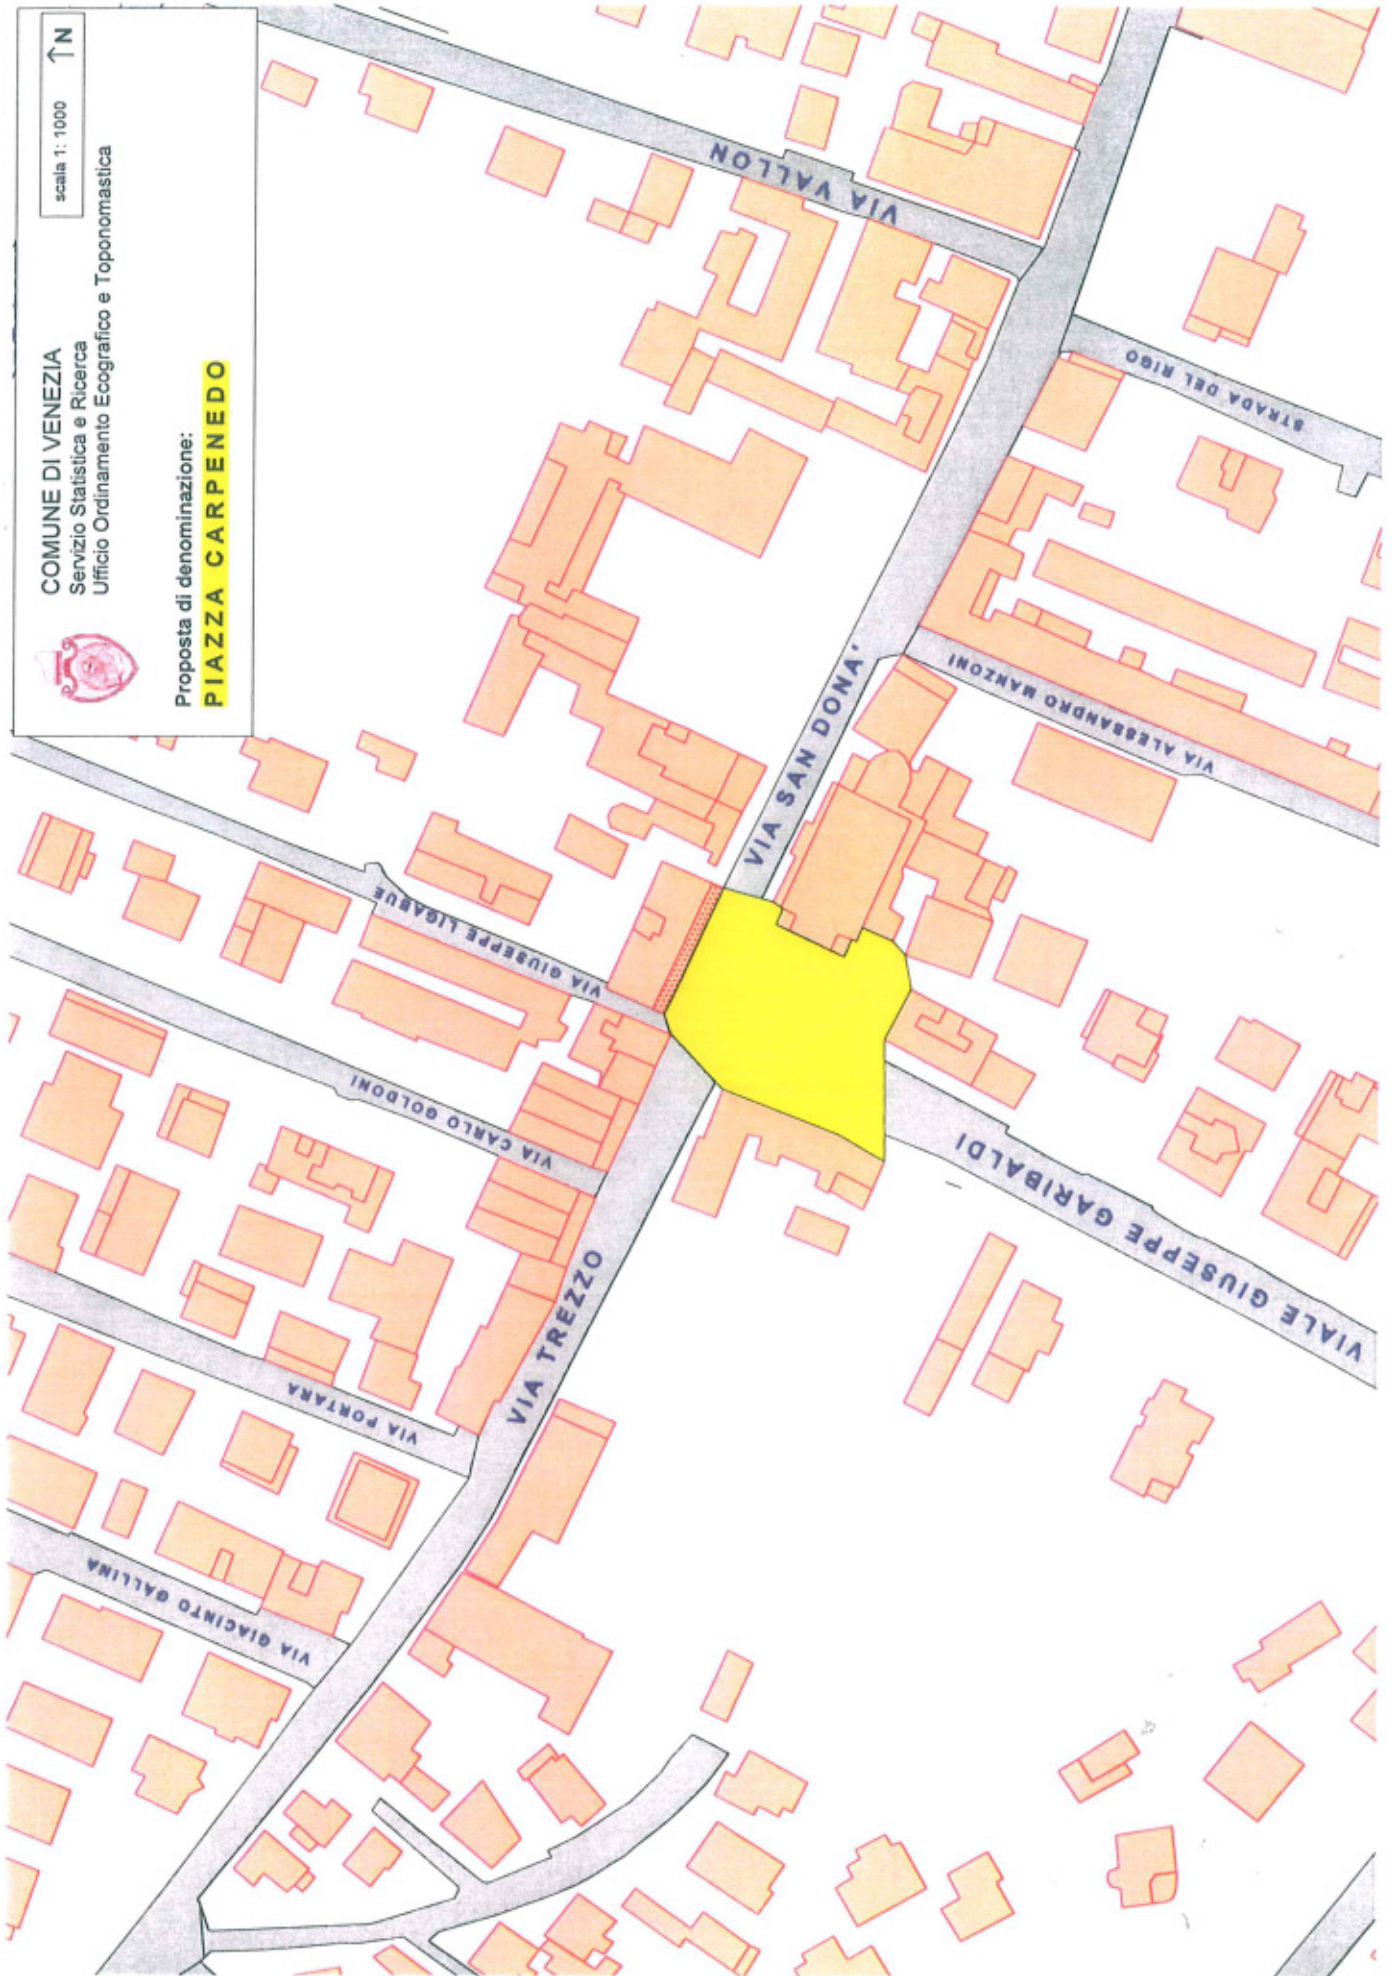 COMUNE DI VENEZIA
Servizio Statistica e Ricerca
Ufficio Ordinamento Ecografico e Toponomastica
scala 1: 1000
↑N
Proposta di denominazione:
PIAZZA CARPENEDO
VIA VALLON
STRADA DEL RIGO
VIA SAN DONA'
VIA ALESSANDRO MANZONI
VIA GIUSEPPE LIGABUE
VIA CARLO GOLDONI
VIALE GIUSEPPE GARIBALDI
VIA TREZZO
VIA PORTARA
VIA GIACINTO GALLINA